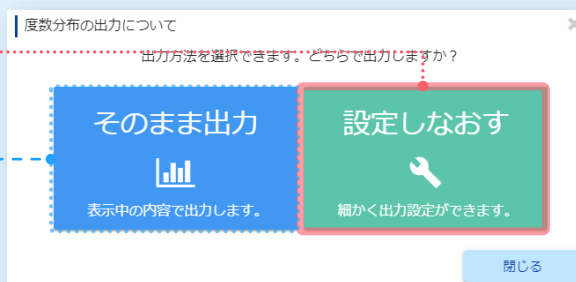 度数分布の出力について
出力方法を選択できます。どちらで出力しますか？
そのまま出力
表示中の内容で出力します。
設定しなおす
細かく出力設定ができます。
閉じる